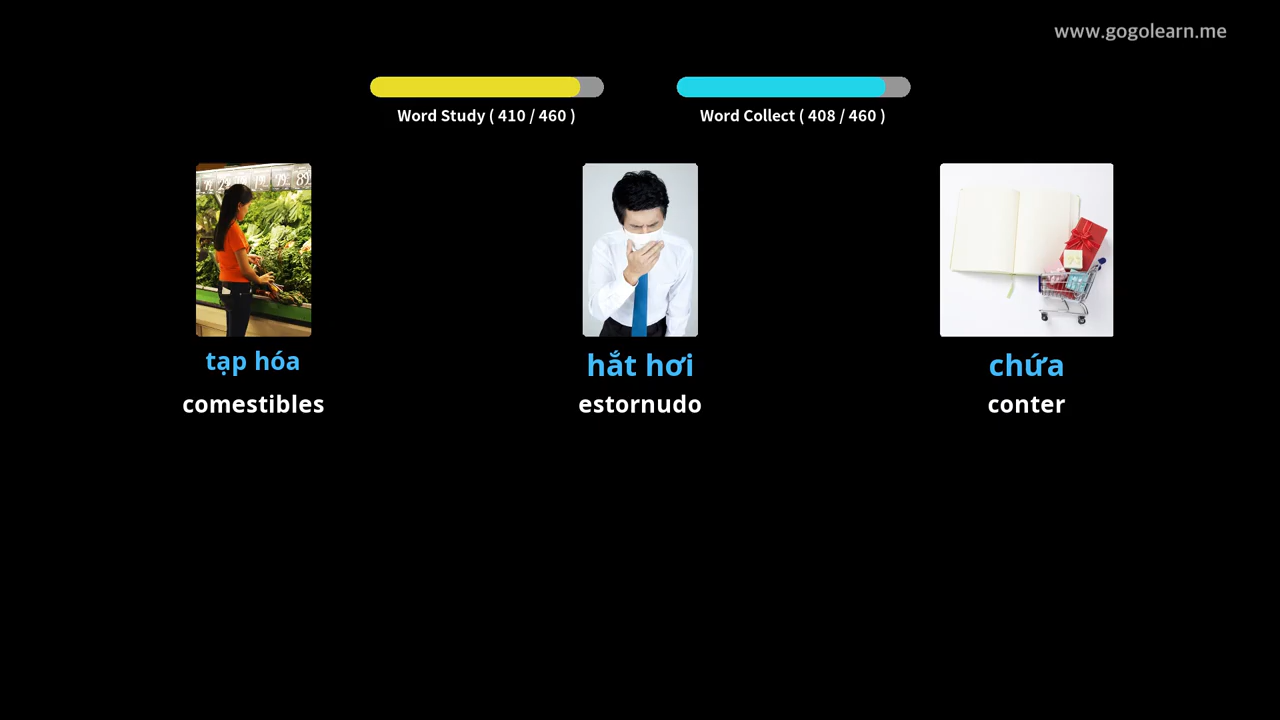 www.gogolearn.me
Word Study ( 410 / 460 )
Word Collect ( 408 / 460 )
tạp hóa
hắt hơi
chứa
comestibles
estornudo
conter